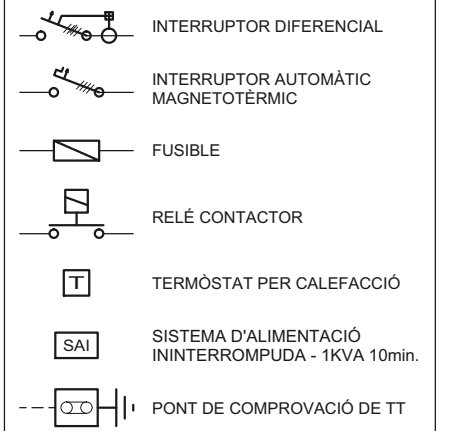 INTERRUPTOR DIFERENCIAL
INTERRUPTOR AUTOMÀTIC
MAGNETOTÈRMIC
FUSIBLE
RELÉ CONTACTOR
T
TERMÒSTAT PER CALEFACCIÓ
SAI
SISTEMA D'ALIMENTACIÓ
ININTERROMPUDA - 1KVA 10min.
PONT DE COMPROVACIÓ DE TT